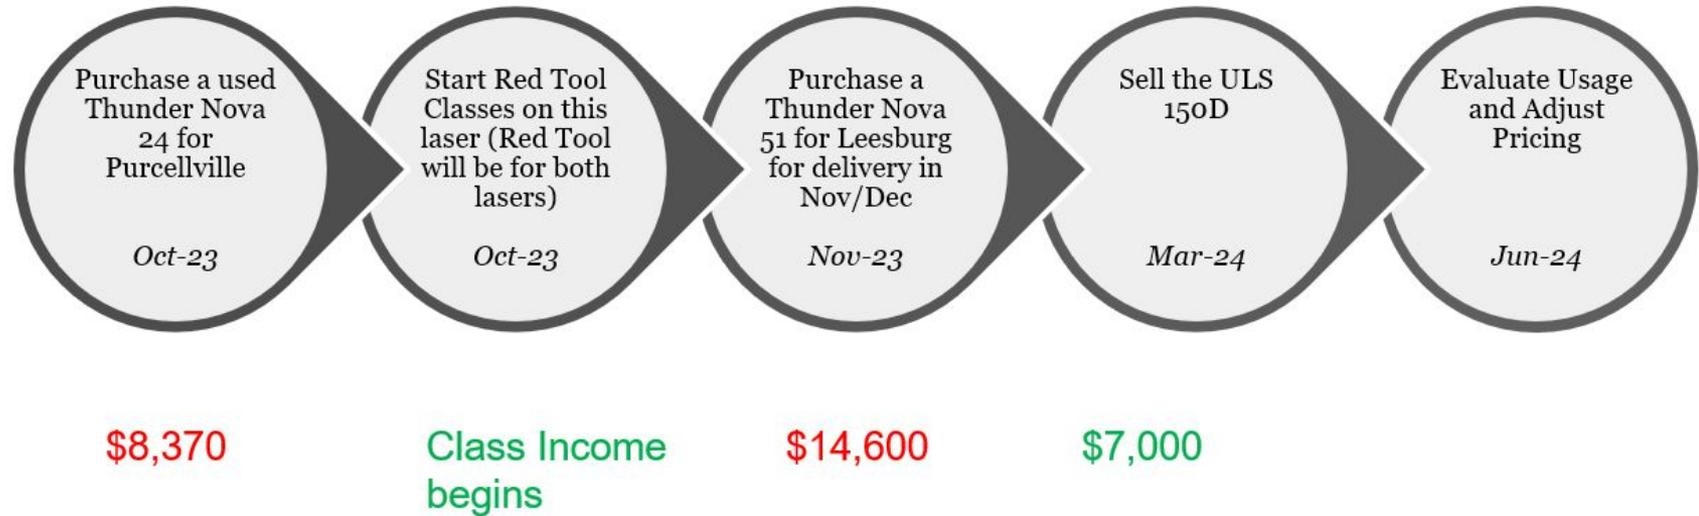 Purchase a used
Thunder Nova
24 for
Purcellville
Oct-23
Start Red Tool
Classes on this
laser (Red Tool
will be for both
lasers)
Oct-23
Purchase a
Thunder Nova
51 for Leesburg
for delivery in
Nov/Dec
Nov-23
Sell the ULS
150D
Mar-24
Evaluate Usage
and Adjust
Pricing
Jun-24
$8,370
Class Income
begins
$14,600
$7,000